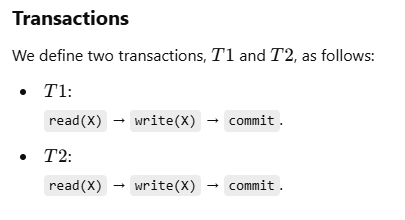 Transactions
We define two transactions, T1 and T2, as follows:
• T1:
read(X) → write(X) → commit.
• T2:
read(X) → write(X) → commit.